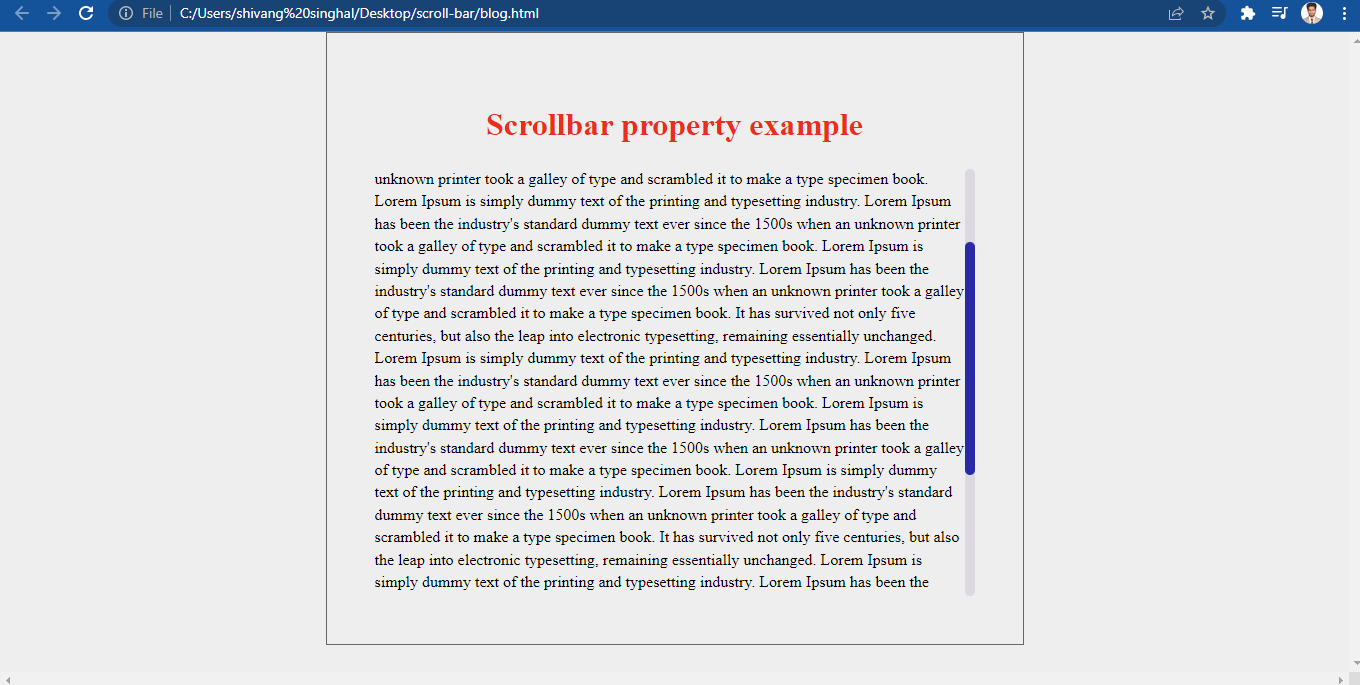 File C:/Users/shivang%20singhal/Desktop/scroll-bar/blog.html
Scrollbar property example
unknown printer took a galley of type and scrambled it to make a type specimen book.
Lorem Ipsum is simply dummy text of the printing and typesetting industry. Lorem Ipsum
has been the industry's standard dummy text ever since the 1500s when an unknown printer
took a galley of type and scrambled it to make a type specimen book. Lorem Ipsum is
simply dummy text of the printing and typesetting industry. Lorem Ipsum has been the
industry's standard dummy text ever since the 1500s when an unknown printer took a galley
of type and scrambled it to make a type specimen book. It has survived not only five
centuries, but also the leap into electronic typesetting, remaining essentially unchanged.
Lorem Ipsum is simply dummy text of the printing and typesetting industry. Lorem Ipsum
has been the industry's standard dummy text ever since the 1500s when an unknown printer
took a galley of type and scrambled it to make a type specimen book. Lorem Ipsum is
simply dummy text of the printing and typesetting industry. Lorem Ipsum has been the
industry's standard dummy text ever since the 1500s when an unknown printer took a galley
of type and scrambled it to make a type specimen book. Lorem Ipsum is simply dummy
text of the printing and typesetting industry. Lorem Ipsum has been the industry's standard
dummy text ever since the 1500s when an unknown printer took a galley of type and
scrambled it to make a type specimen book. It has survived not only five centuries, but also
the leap into electronic typesetting, remaining essentially unchanged. Lorem Ipsum is
simply dummy text of the printing and typesetting industry. Lorem Ipsum has been the